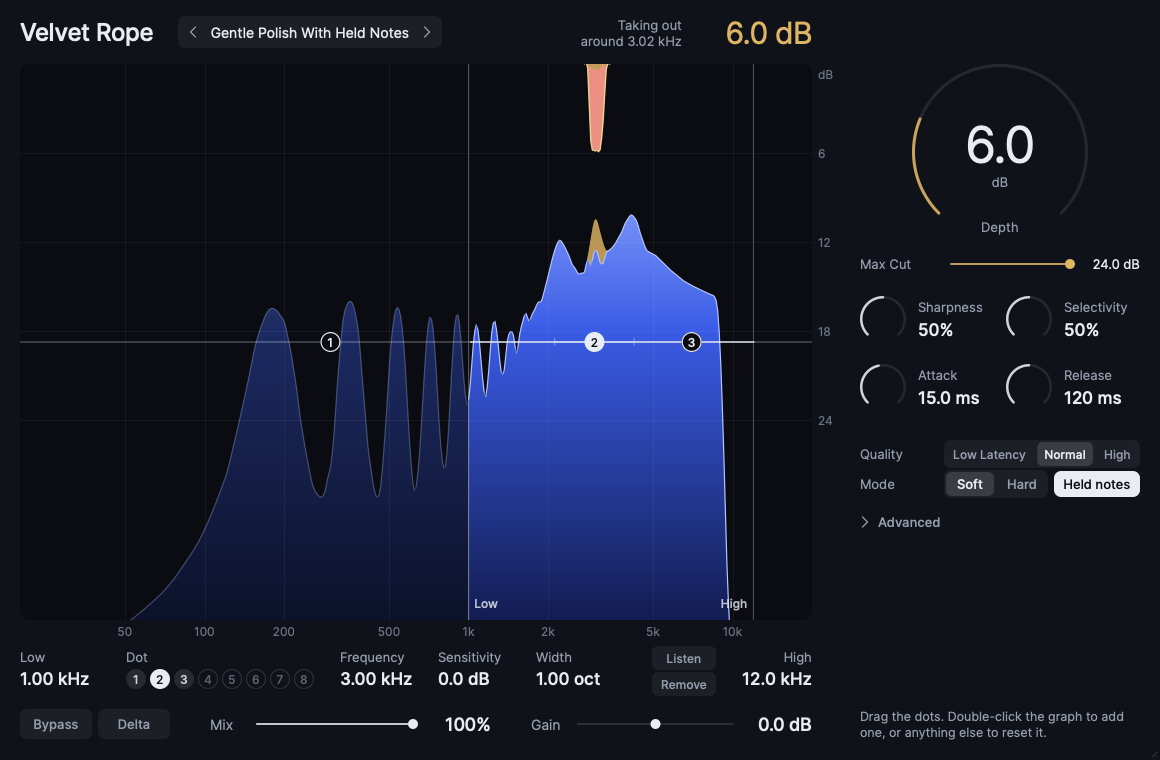 Velvet Rope
Gentle Polish With Held Notes
Taking out
around 3.02 kHz
6.0 dB
dB
6
12
18
24
1
2
3
Low
High
50
100
200
500
1k
2k
5k
10k
6.0
dB
Depth
Max Cut
24.0 dB
Sharpness
50%
Selectivity
50%
Attack
15.0 ms
Release
120 ms
Quality
Low Latency
Normal
High
Mode
Soft
Hard
Held notes
Advanced
Low
1.00 kHz
Dot
1 2 3 4 5 6 7 8
Frequency
3.00 kHz
Sensitivity
0.0 dB
Width
1.00 oct
Listen
Remove
High
12.0 kHz
Bypass
Delta
Mix
100%
Gain
0.0 dB
Drag the dots. Double-click the graph to add
one, or anything else to reset it.